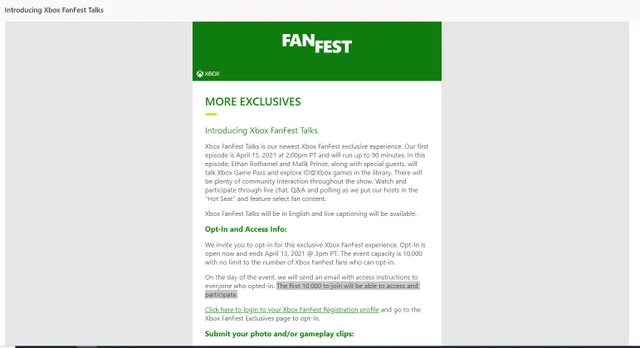 Introducing Xbox FanFest Talks
FAN
FEST
XBOX
MORE EXCLUSIVES
Introducing Xbox FanFest Talks.
Xbox FanFest Talks is our newest Xbox FanFest exclusive experience. Our first
episode is April 15, 2021 at 2:00pm PT and will run up to 90 minutes. In this
episode, Ethan Rothamel and Malik Prince, along with special guests, will
talk Xbox Game Pass and explore ID@Xbox games in the library. There will
be plenty of community interaction throughout the show. Watch and
participate through live chat, Q&A and polling as we put our hosts in the
"Hot Seat" and feature select fan content.
Xbox FanFest Talks will be in English and live captioning will be available.
Opt-In and Access Info:
We invite you to opt-in for this exclusive Xbox FanFest experience. Opt-In is
open now and ends April 13, 2021 @ 3pm PT. The event capacity is 10,000
with no limit to the number of Xbox FanFest fans who can opt-in.
On the day of the event, we will send an email with access instructions to
everyone who opted-in. The first 10,000 to join will be able to access and
participate.
Click here to login to your Xbox FanFest Registration profile and go to the
Xbox FanFest Exclusives page to opt-in.
Submit your photo and/or gameplay clips: